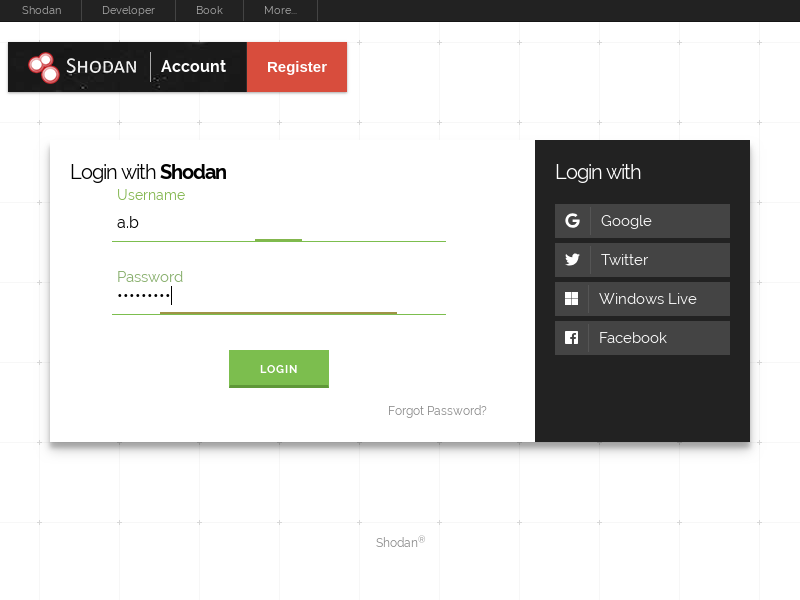 Shodan Developer Book More...
SHODAN Account Register
Login with Shodan
Username
a.b
Password
•••••••••
LOGIN
Forgot Password?
Login with
Google
Twitter
Windows Live
Facebook
Shodan®